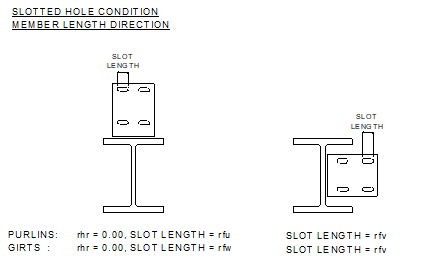 SLOTTED HOLE CONDITION
MEMBER LENGTH DIRECTION
SLOT
LENGTH
SLOT
LENGTH
PURLINS: rhr = 0.00, SLOT LENGTH = rfu SLOT LENGTH = rfv
GIRTS : rhr = 0.00, SLOT LENGTH = rfw SLOT LENGTH = rfv